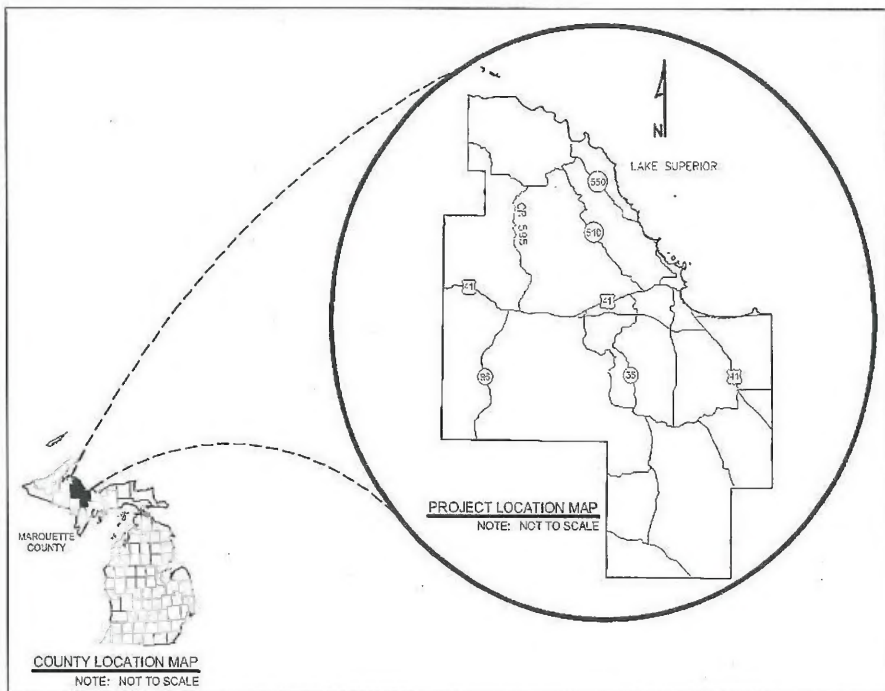 N
LAKE SUPERIOR
550
CR 595
510
41
41
95
35
41
PROJECT LOCATION MAP
NOTE: NOT TO SCALE
MARQUETTE
COUNTY
COUNTY LOCATION MAP
NOTE: NOT TO SCALE